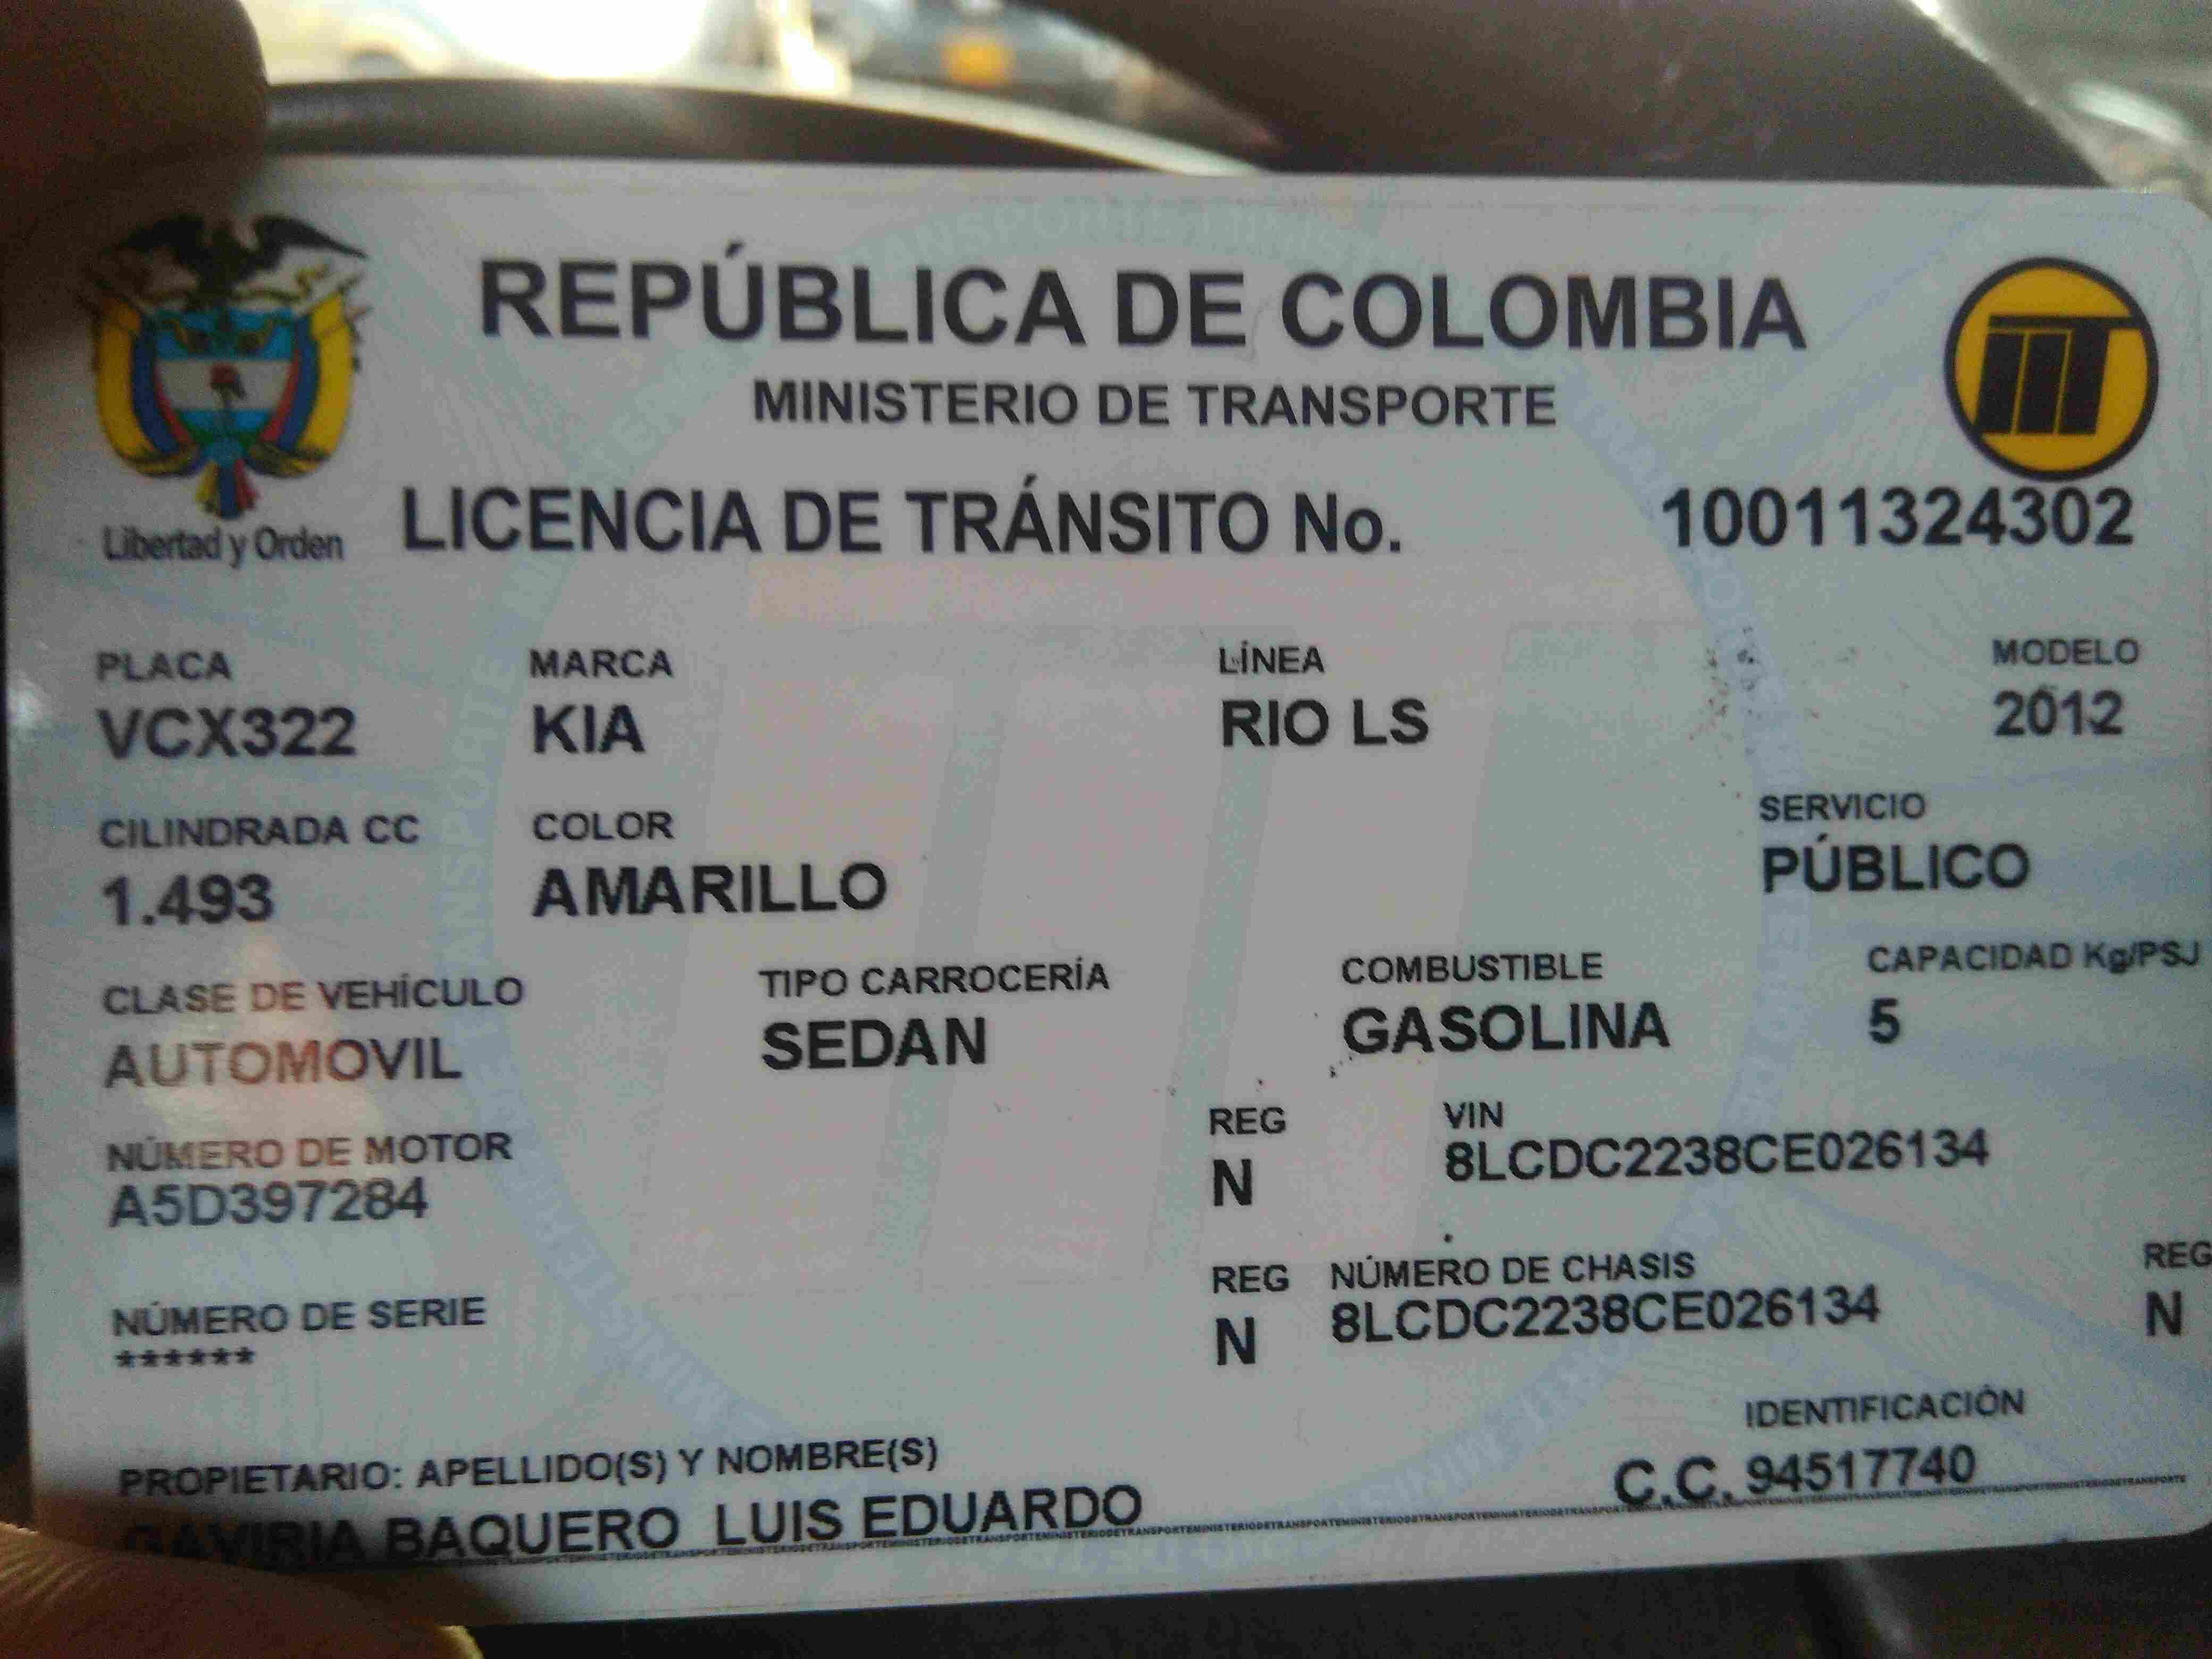 REPÚBLICA DE COLOMBIA
MINISTERIO DE TRANSPORTE
Libertad y Orden
LICENCIA DE TRÁNSITO No. 10011324302
PLACA MARCA LÍNEA MODELO
VCX322 KIA RIO LS 2012
CILINDRADA CC COLOR SERVICIO
1.493 AMARILLO PÚBLICO
CLASE DE VEHÍCULO TIPO CARROCERÍA COMBUSTIBLE CAPACIDAD Kg/PSJ
AUTOMOVIL SEDAN GASOLINA 5
NÚMERO DE MOTOR REG VIN
A5D397284 N 8LCDC2238CE026134
NÚMERO DE SERIE REG NÚMERO DE CHASIS REG
****** N 8LCDC2238CE026134 N
PROPIETARIO: APELLIDO(S) Y NOMBRE(S) IDENTIFICACIÓN
GAVIRIA BAQUERO LUIS EDUARDO C.C. 94517740